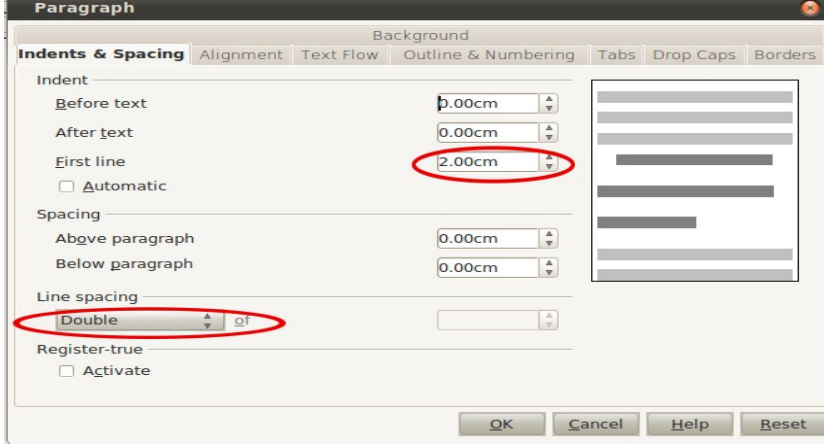 Paragraph
Background
Indents & Spacing Alignment Text Flow Outline & Numbering Tabs Drop Caps Borders
Indent
Before text 0.00cm
After text 0.00cm
First line 2.00cm
Automatic
Spacing
Above paragraph 0.00cm
Below paragraph 0.00cm
Line spacing
Double of
Register-true
Activate
OK Cancel Help Reset